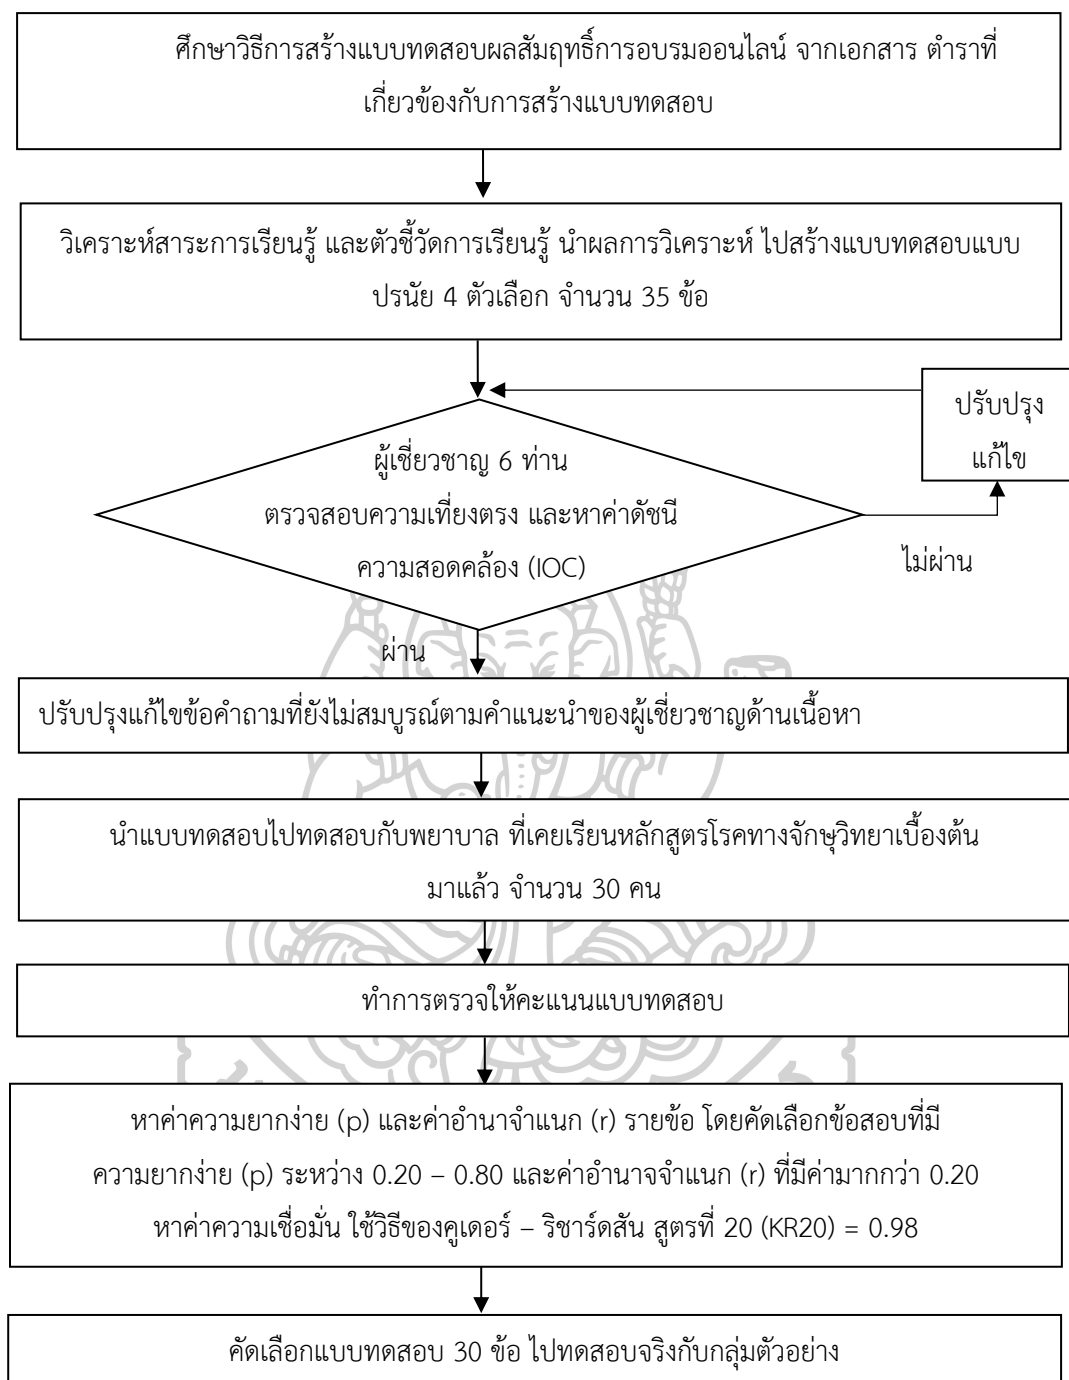 ศึกษาวิธีการสร้างแบบทดสอบผลสัมฤทธิ์การอบรมออนไลน์ จากเอกสาร ตำราที่
เกี่ยวข้องกับการสร้างแบบทดสอบ
วิเคราะห์สาระการเรียนรู้ และตัวชี้วัดการเรียนรู้ นำผลการวิเคราะห์ ไปสร้างแบบทดสอบแบบ
ปรนัย 4 ตัวเลือก จำนวน 35 ข้อ
ปรับปรุง
แก้ไข
ผู้เชี่ยวชาญ 6 ท่าน
ตรวจสอบความเที่ยงตรง และหาค่าดัชนี
ความสอดคล้อง (IOC)
ไม่ผ่าน
ผ่าน
ปรับปรุงแก้ไขข้อคำถามที่ยังไม่สมบูรณ์ตามคำแนะนำของผู้เชี่ยวชาญด้านเนื้อหา
นำแบบทดสอบไปทดสอบกับพยาบาล ที่เคยเรียนหลักสูตรโรคทางจักษุวิทยาเบื้องต้น
มาแล้ว จำนวน 30 คน
ทำการตรวจให้คะแนนแบบทดสอบ
หาค่าความยากง่าย (p) และค่าอำนาจำแนก (r) รายข้อ โดยคัดเลือกข้อสอบที่มี
ความยากง่าย (p) ระหว่าง 0.20 – 0.80 และค่าอำนาจจำแนก (r) ที่มีค่ามากกว่า 0.20
หาค่าความเชื่อมั่น ใช้วิธีของคูเดอร์ – ริชาร์ดสัน สูตรที่ 20 (KR20) = 0.98
คัดเลือกแบบทดสอบ 30 ข้อ ไปทดสอบจริงกับกลุ่มตัวอย่าง